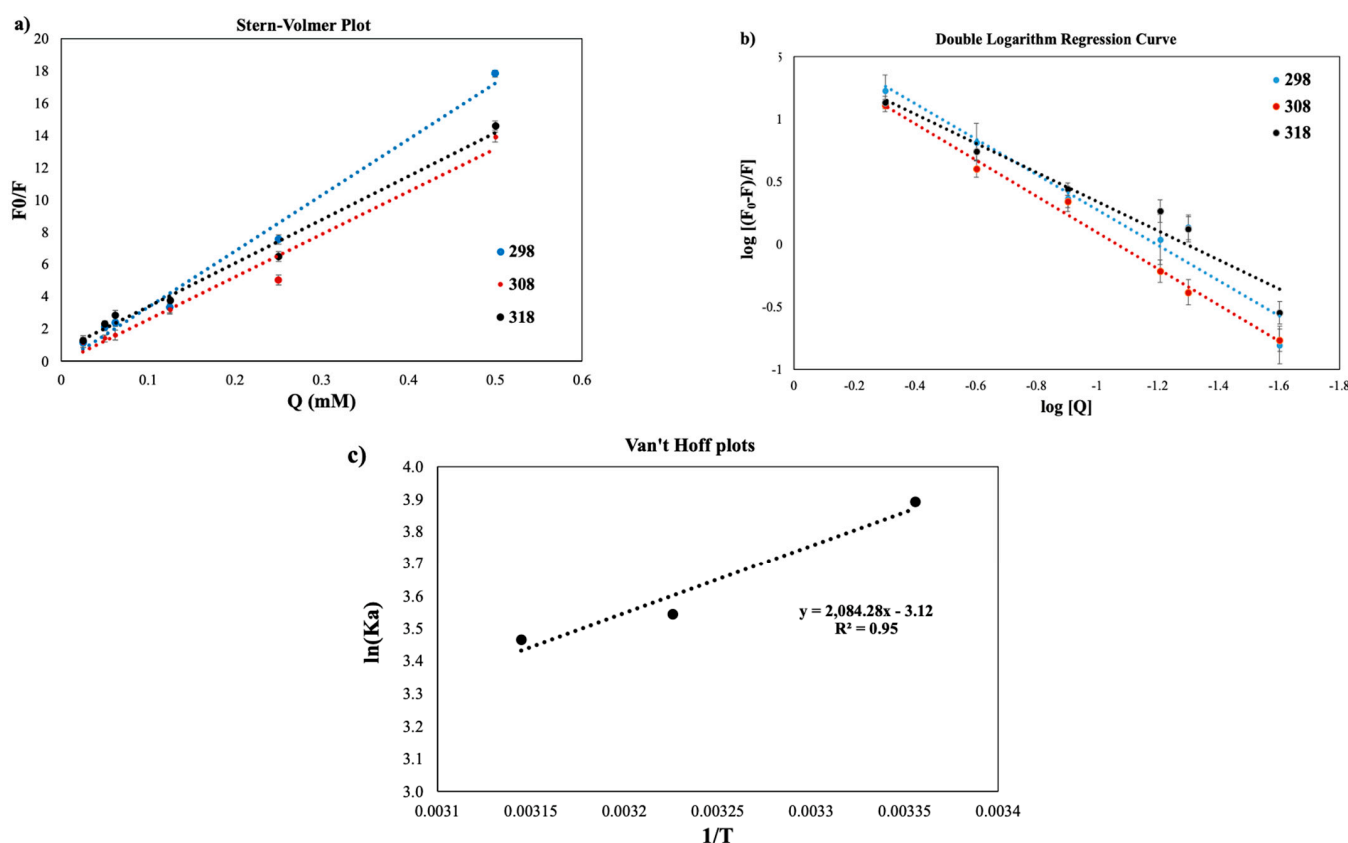 a)
Stern-Volmer Plot
20
18
16
14
12
10
8
6
4
2
0
F0/F
298
308
318
0 0.1 0.2 0.3 0.4 0.5 0.6
Q (mM)
b)
Double Logarithm Regression Curve
5
1
0.5
0
-0.5
-1
log [(F₀-F)/F]
298
308
318
0 -0.2 -0.4 -0.6 -0.8 -1 -1.2 -1.4 -1.6 -1.8
log [Q]
c)
Van't Hoff plots
4.0
3.9
3.8
3.7
3.6
3.5
3.4
3.3
3.2
3.1
3.0
ln(Ka)
y = 2,084.28x - 3.12
R² = 0.95
0.0031 0.00315 0.0032 0.00325 0.0033 0.00335 0.0034
1/T